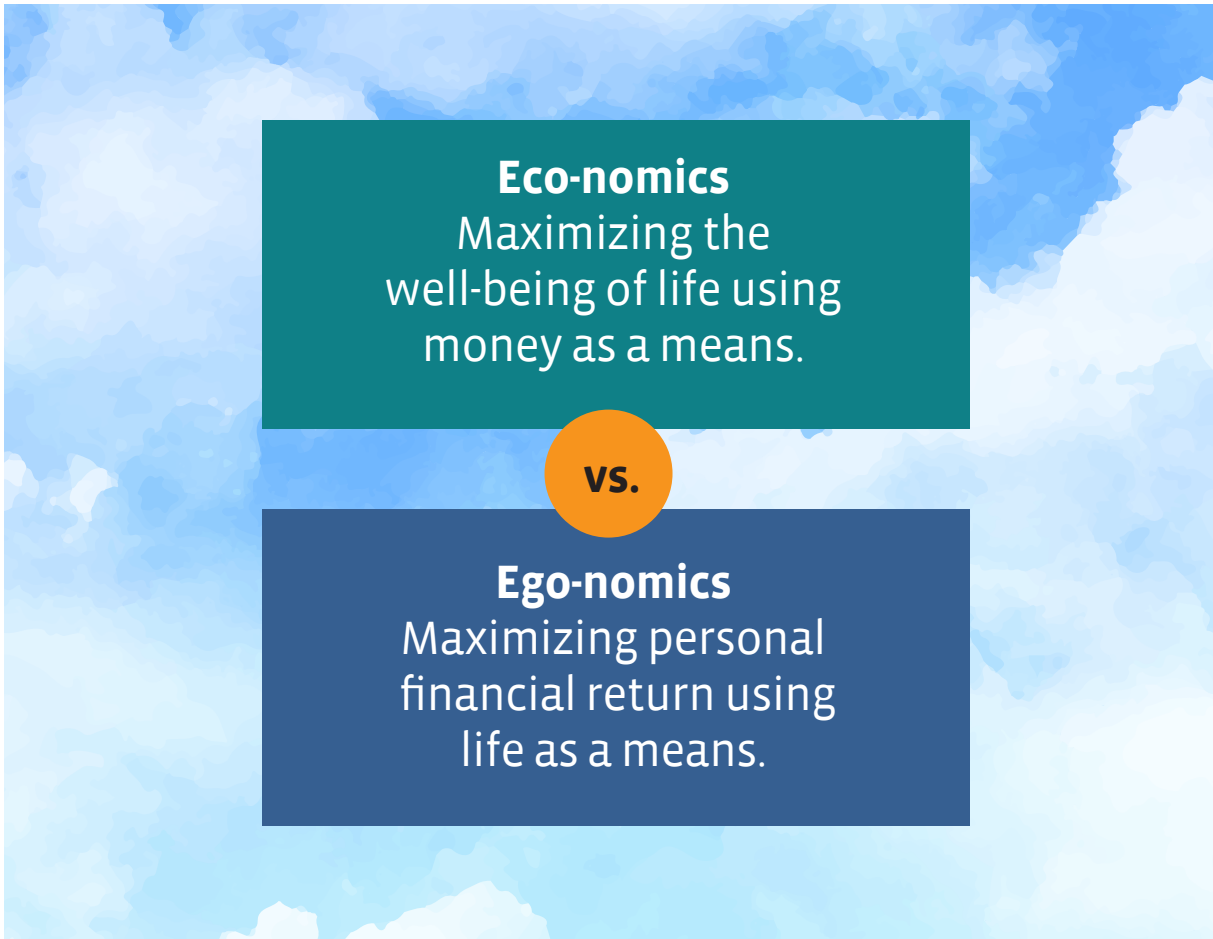 Eco-nomics
Maximizing the
well-being of life using
money as a means.
vs.
Ego-nomics
Maximizing personal
financial return using
life as a means.